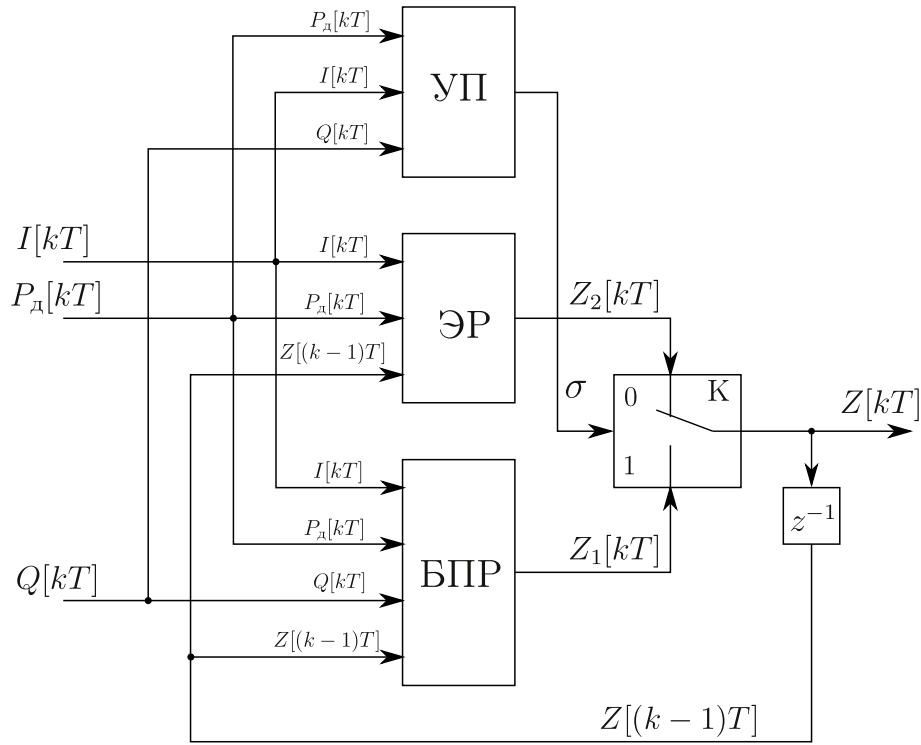 P_д[kT]
I[kT]
Q[kT]
УП
I[kT]
P_д[kT]
I[kT]
P_д[kT]
Z[(k − 1)T]
ЭР
Z_2[kT]
σ
0
K
1
Z[kT]
z^{-1}
I[kT]
P_д[kT]
Q[kT]
Z[(k − 1)T]
БПР
Z_1[kT]
Q[kT]
Z[(k − 1)T]